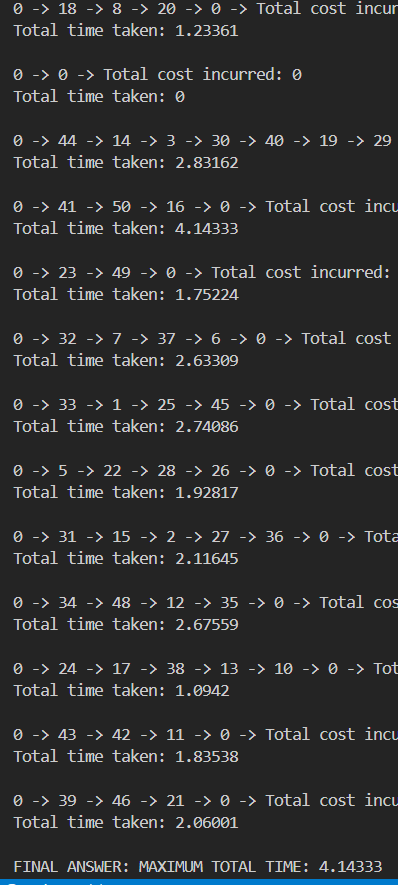 0 -> 18 -> 8 -> 20 -> 0 -> Total cost incur
Total time taken: 1.23361
0 -> 0 -> Total cost incurred: 0
Total time taken: 0
0 -> 44 -> 14 -> 3 -> 30 -> 40 -> 19 -> 29
Total time taken: 2.83162
0 -> 41 -> 50 -> 16 -> 0 -> Total cost incu
Total time taken: 4.14333
0 -> 23 -> 49 -> 0 -> Total cost incurred:
Total time taken: 1.75224
0 -> 32 -> 7 -> 37 -> 6 -> 0 -> Total cost
Total time taken: 2.63309
0 -> 33 -> 1 -> 25 -> 45 -> 0 -> Total cost
Total time taken: 2.74086
0 -> 5 -> 22 -> 28 -> 26 -> 0 -> Total cost
Total time taken: 1.92817
0 -> 31 -> 15 -> 2 -> 27 -> 36 -> 0 -> Tota
Total time taken: 2.11645
0 -> 34 -> 48 -> 12 -> 35 -> 0 -> Total cos
Total time taken: 2.67559
0 -> 24 -> 17 -> 38 -> 13 -> 10 -> 0 -> Tot
Total time taken: 1.0942
0 -> 43 -> 42 -> 11 -> 0 -> Total cost incu
Total time taken: 1.83538
0 -> 39 -> 46 -> 21 -> 0 -> Total cost incu
Total time taken: 2.06001
FINAL ANSWER: MAXIMUM TOTAL TIME: 4.14333